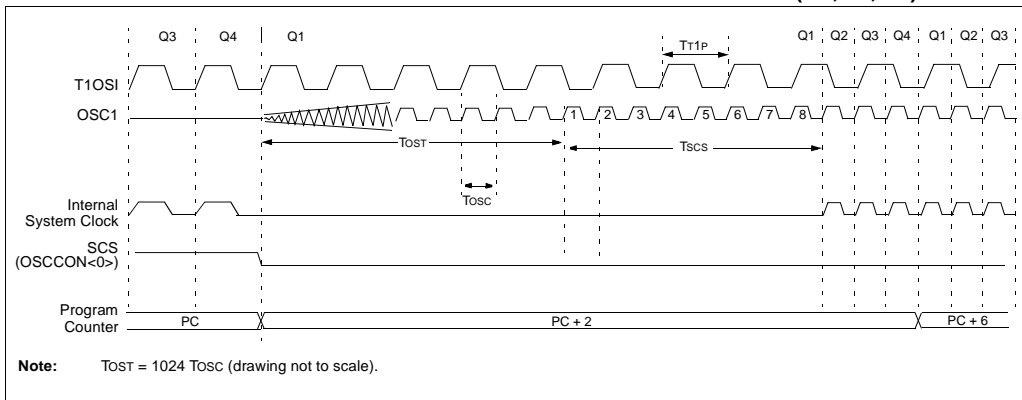 Q3 Q4 Q1 Q1 Q2 Q3 Q4 Q1 Q2 Q3
TT1P
T1OSI
OSC1
1 2 3 4 5 6 7 8
TOST
TSCS
TOSC
Internal
System Clock
SCS
(OSCCON<0>)
Program
Counter
PC PC + 2 PC + 6
Note: TOST = 1024 TOSC (drawing not to scale).